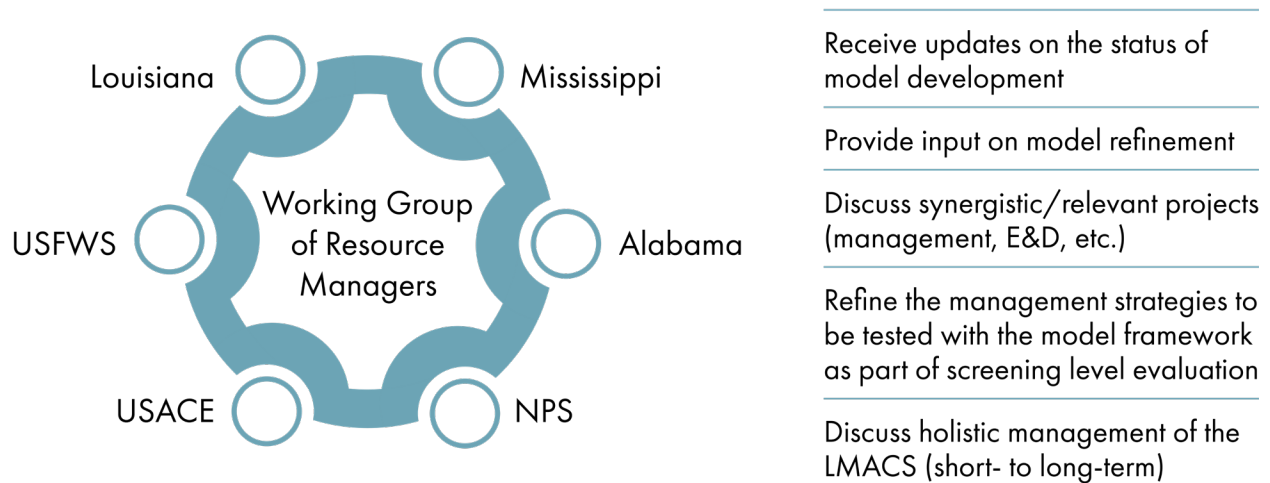 Louisiana
Mississippi
USFWS
Working Group
of Resource
Managers
Alabama
USACE
NPS
Receive updates on the status of
model development
Provide input on model refinement
Discuss synergistic/relevant projects
(management, E&D, etc.)
Refine the management strategies to
be tested with the model framework
as part of screening level evaluation
Discuss holistic management of the
LMACS (short- to long-term)